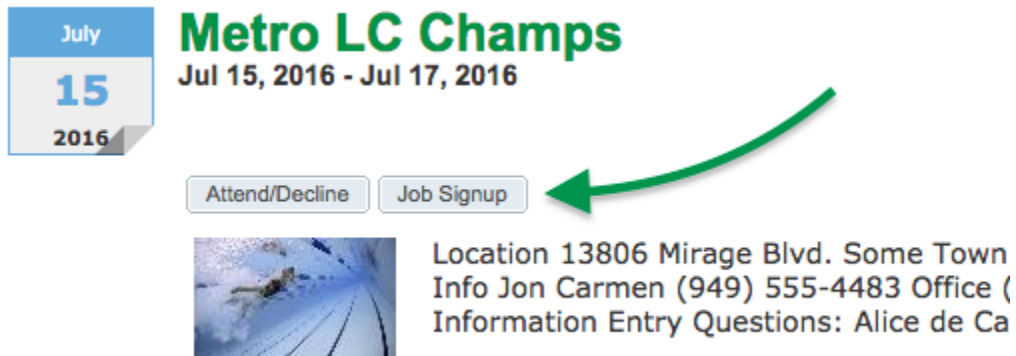 July
15
2016
Metro LC Champs
Jul 15, 2016 - Jul 17, 2016
Attend/Decline
Job Signup
Location 13806 Mirage Blvd. Some Town
Info Jon Carmen (949) 555-4483 Office (
Information Entry Questions: Alice de Ca